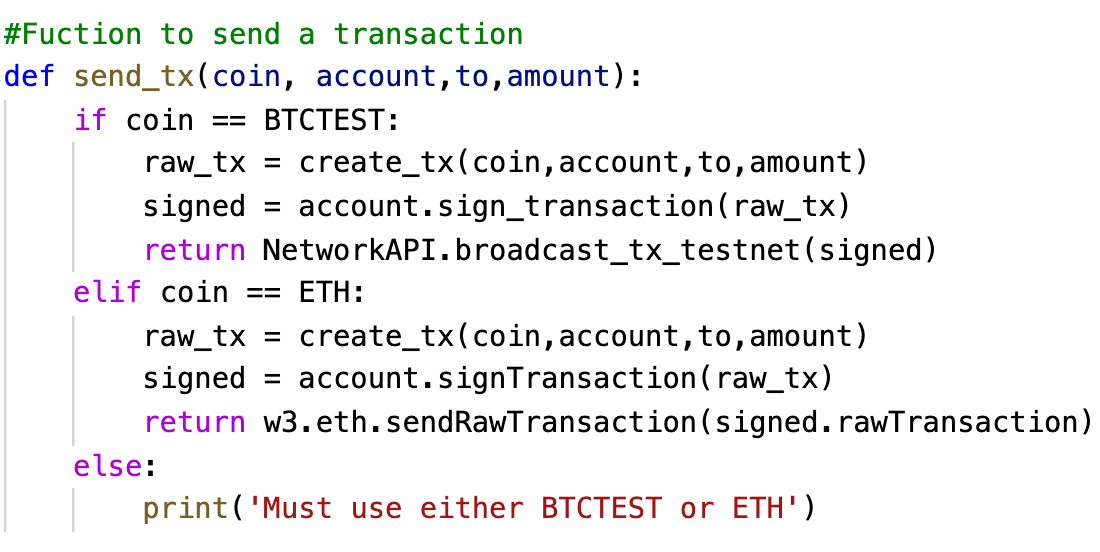 #Fuction to send a transaction
def send_tx(coin, account,to,amount):
    if coin == BTCTEST:
        raw_tx = create_tx(coin,account,to,amount)
        signed = account.sign_transaction(raw_tx)
        return NetworkAPI.broadcast_tx_testnet(signed)
    elif coin == ETH:
        raw_tx = create_tx(coin,account,to,amount)
        signed = account.signTransaction(raw_tx)
        return w3.eth.sendRawTransaction(signed.rawTransaction)
    else:
        print('Must use either BTCTEST or ETH')